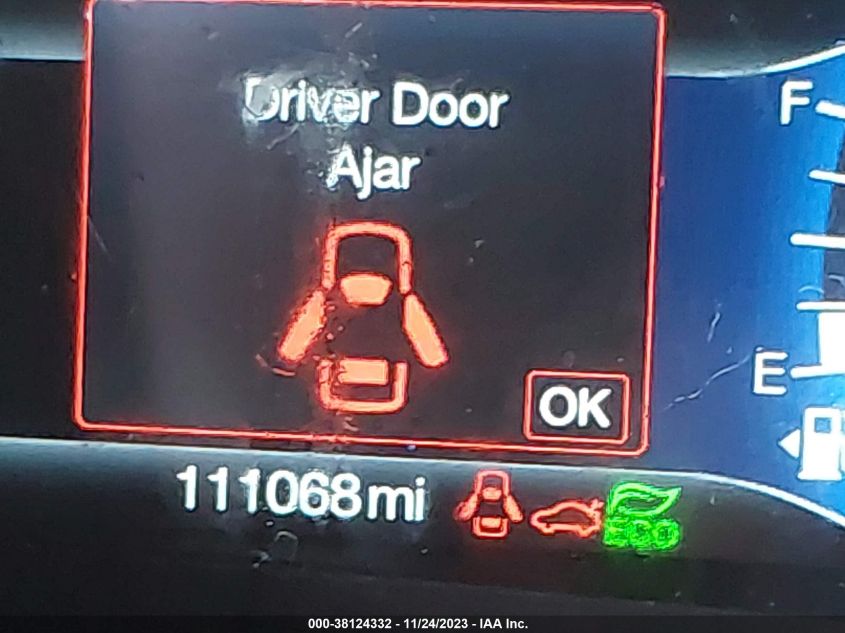 Driver Door
Ajar
OK
F
E
111068mi
ECO
000-38124332 - 11/24/2023 - IAA Inc.